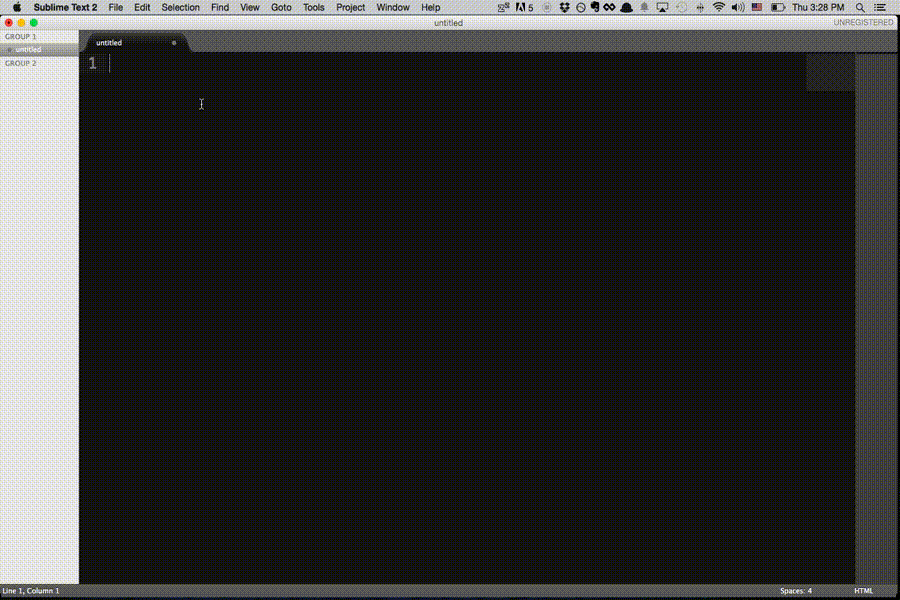 Sublime Text 2 File Edit Selection Find View Goto Tools Project Window Help 5 Thu 3:28 PM
untitled UNREGISTERED
GROUP 1
untitled
GROUP 2
untitled
1
Line 1, Column 1 Spaces: 4 HTML